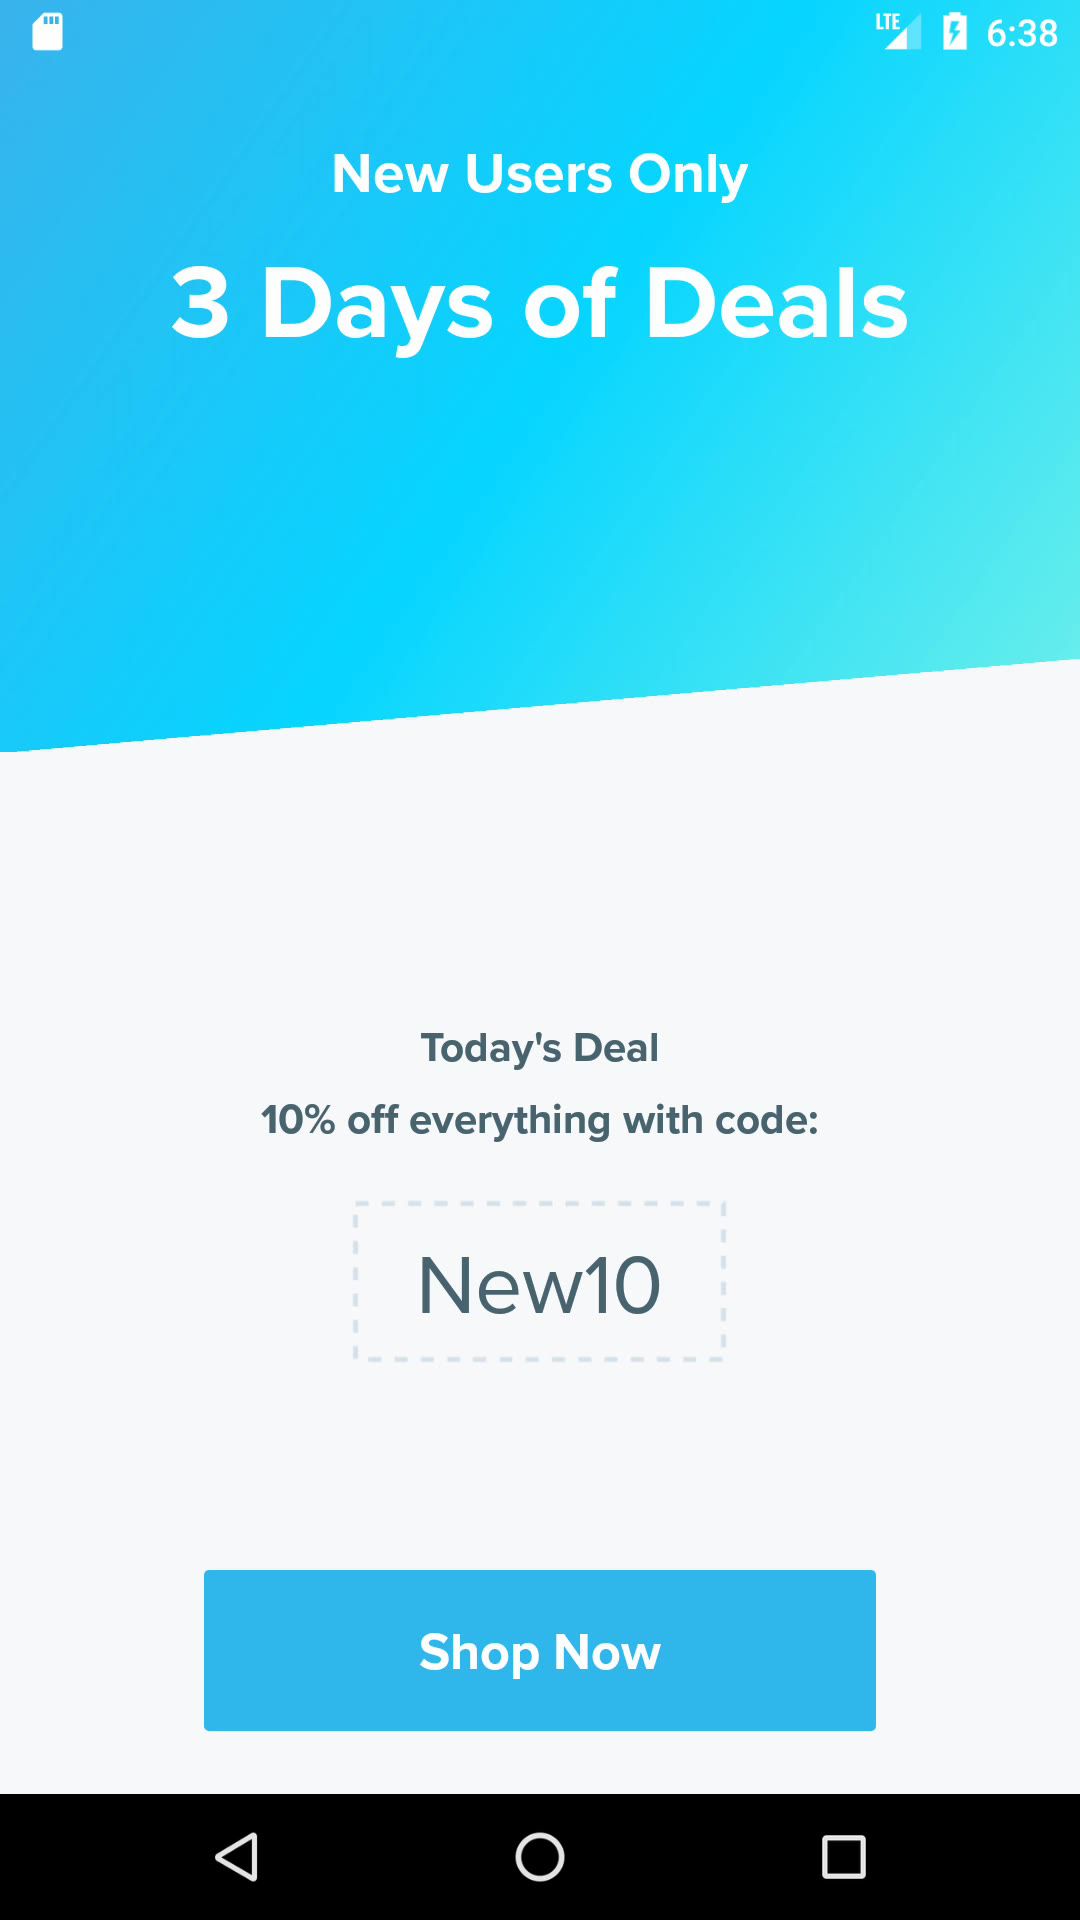 LTE 6:38
New Users Only
3 Days of Deals
Today's Deal
10% off everything with code:
New10
Shop Now